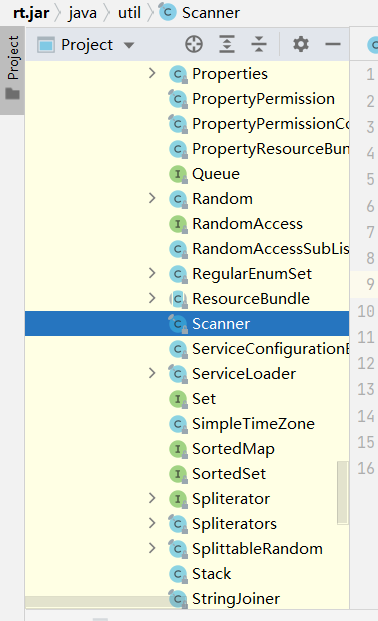 rt.jar java util Scanner
Project
Project
Properties
PropertyPermission
PropertyPermissionCo
PropertyResourceBun
Queue
Random
RandomAccess
RandomAccessSubLis
RegularEnumSet
ResourceBundle
Scanner
ServiceConfigurationE
ServiceLoader
Set
SimpleTimeZone
SortedMap
SortedSet
Spliterator
Spliterators
SplittableRandom
Stack
StringJoiner
1
2
3
4
5
6
7
8
9
10
11
12
13
14
15
16